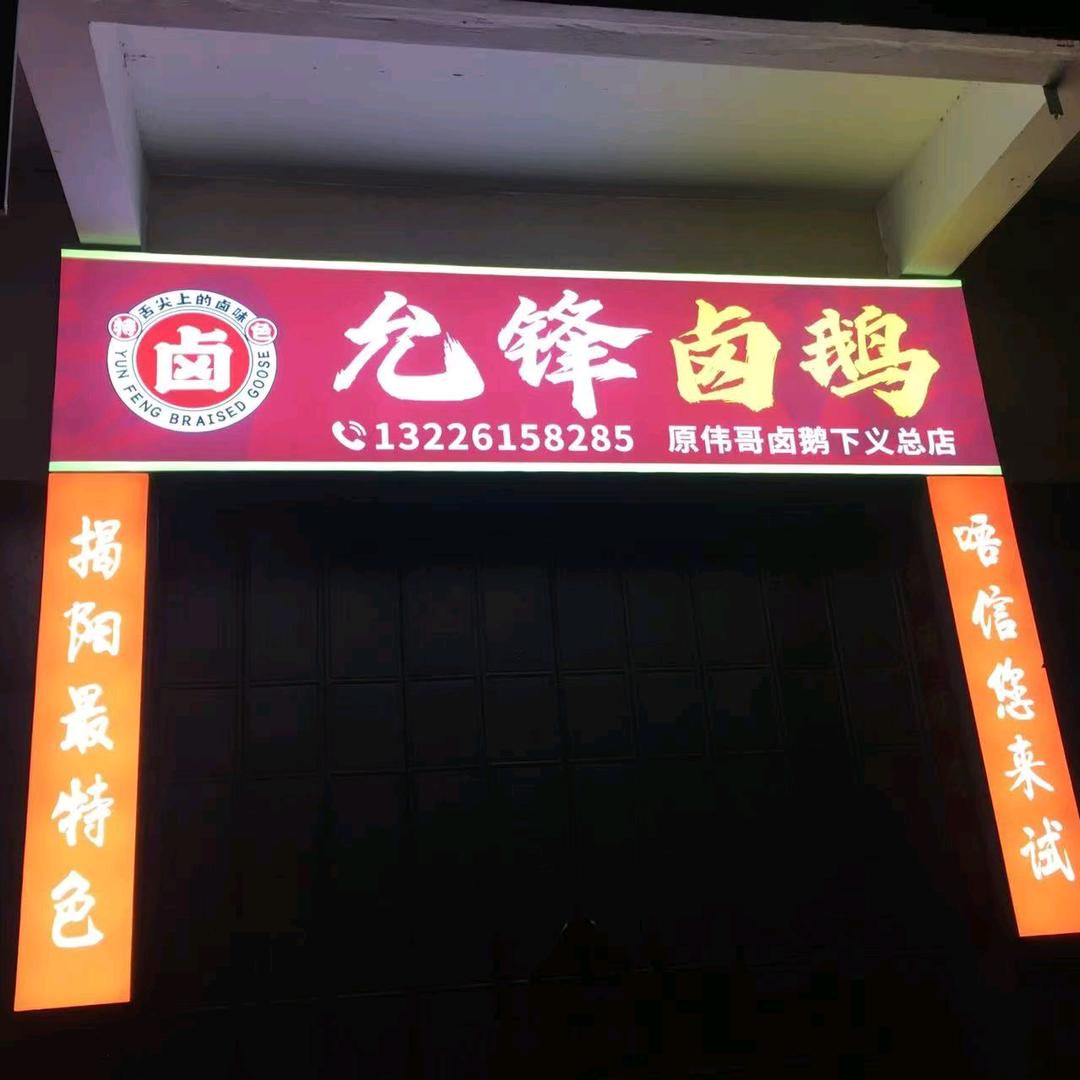 舌尖上的卤味
特 色
卤
YUN FENG BRAISED GOOSE
允锋卤鹅
13226158285 原伟哥卤鹅下义总店
揭阳最特色
唔信您来试